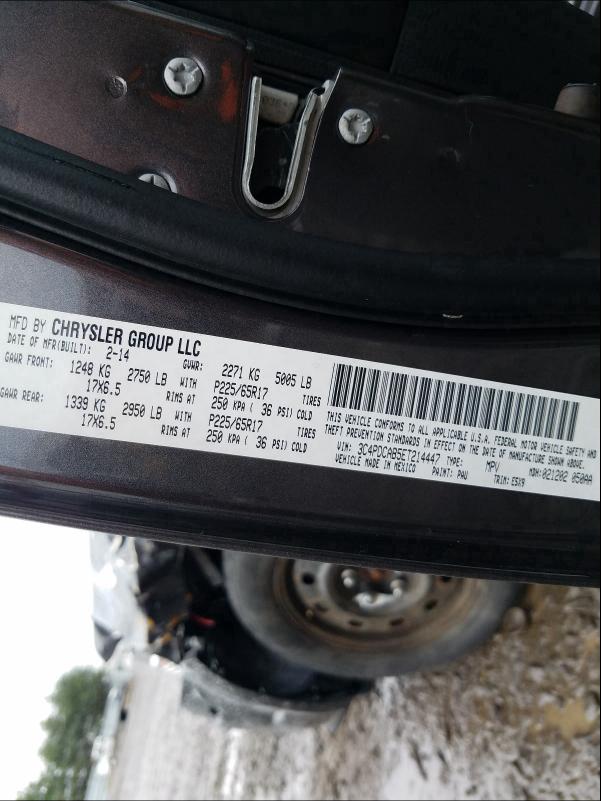 MFD BY CHRYSLER GROUP LLC
DATE OF MFR(BUILT): 2-14 GVWR: 2271 KG 5005 LB
GAWR FRONT: 1248 KG 2750 LB WITH P225/65R17 TIRES
17X6.5 RIMS AT 250 KPA ( 36 PSI) COLD
GAWR REAR: 1339 KG 2950 LB WITH P225/65R17 TIRES
17X6.5 RIMS AT 250 KPA ( 36 PSI) COLD
THIS VEHICLE CONFORMS TO ALL APPLICABLE U.S.A. FEDERAL MOTOR VEHICLE SAFETY AND
THEFT PREVENTION STANDARDS IN EFFECT ON THE DATE OF MANUFACTURE SHOWN ABOVE.
VIN: 3C4PDCAB5ET214447 TYPE: MPV MDH:021202 050AA
VEHICLE MADE IN MEXICO PAINT: PAU TRIM: ESX9